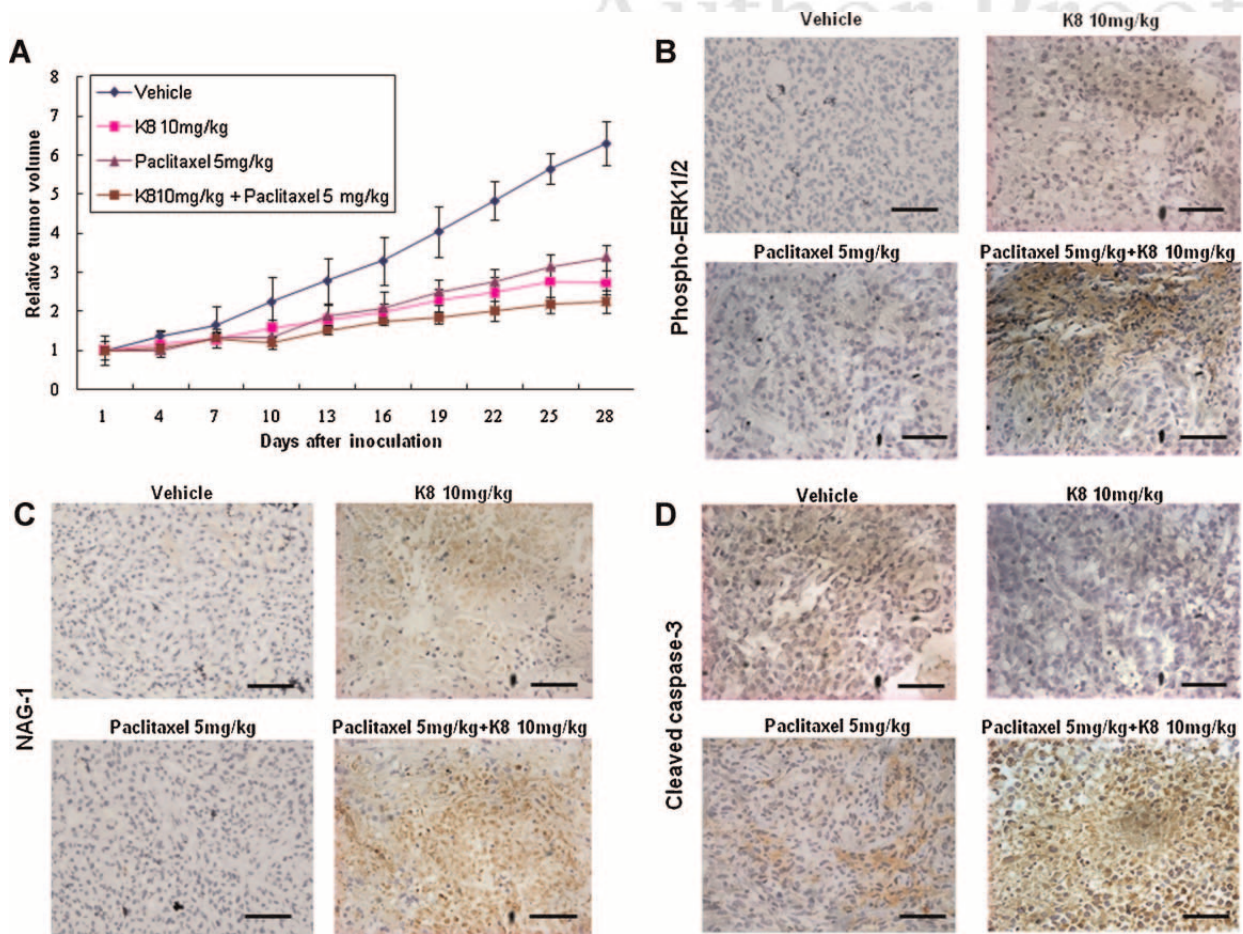 Author Proof
A
8
7
6
5
4
3
2
1
0
Relative tumor volume
Vehicle
K8 10mg/kg
Paclitaxel 5mg/kg
K810mg/kg + Paclitaxel 5 mg/kg
1 4 7 10 13 16 19 22 25 28
Days after inoculation
B
Phospho-ERK1/2
Vehicle K8 10mg/kg
Paclitaxel 5mg/kg Paclitaxel 5mg/kg+K8 10mg/kg
C
NAG-1
Vehicle K8 10mg/kg
Paclitaxel 5mg/kg Paclitaxel 5mg/kg+K8 10mg/kg
D
Cleaved caspase-3
Vehicle K8 10mg/kg
Paclitaxel 5mg/kg Paclitaxel 5mg/kg+K8 10mg/kg